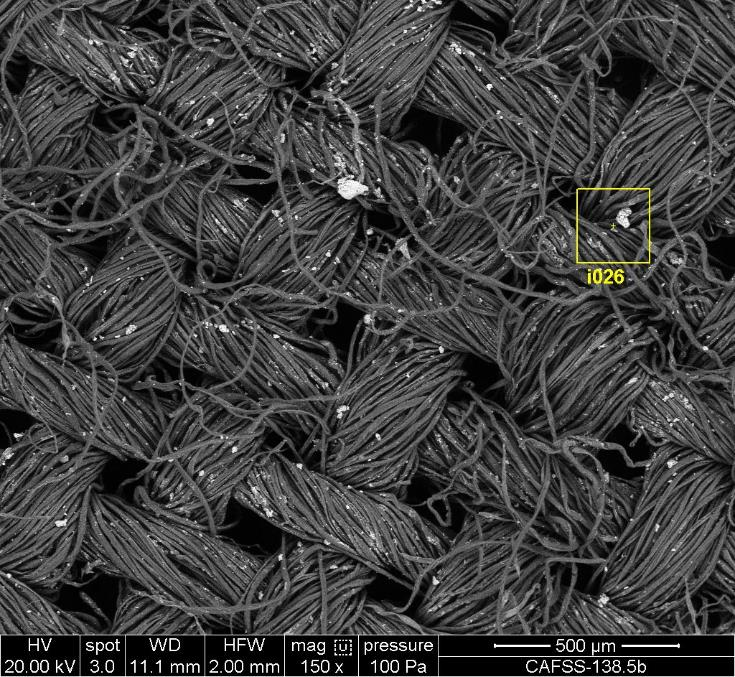 i026
HV spot WD HFW mag pressure 500 µm
20.00 kV 3.0 11.1 mm 2.00 mm 150 x 100 Pa CAFSS-138.5b